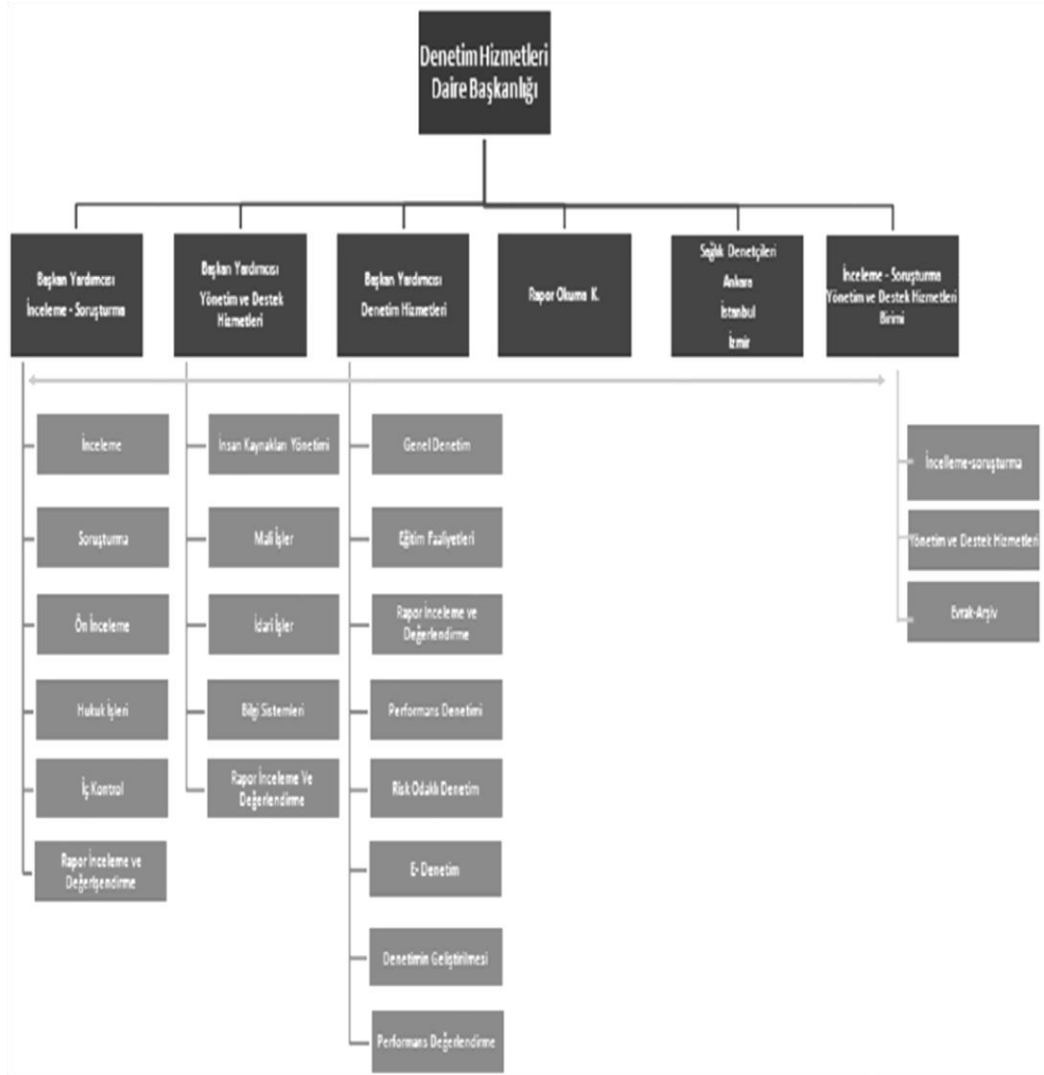 Denetim Hizmetleri
Daire Başkanlığı
Başkan Yardımcısı
İnceleme - Soruşturma
Başkan Yardımcısı
Yönetim ve Destek
Hizmetleri
Başkan Yardımcısı
Denetim Hizmetleri
Rapor Okuma K.
Sağlık Denetçileri
Ankara
İstanbul
İzmir
İnceleme - Soruşturma
Yönetim ve Destek Hizmetleri
Birimi
İnceleme
Soruşturma
Ön İnceleme
Hukuk İşleri
İç Kontrol
Rapor İnceleme ve
Değerlşendirme
İnsan Kaynakları Yönetimi
Mali İşler
İdari İşler
Bilgi Sistemleri
Rapor İnceleme Ve
Değerlendirme
Genel Denetim
Eğitim Faaliyetleri
Rapor İnceleme ve
Değerlendirme
Performans Denetimi
Risk Odaklı Denetim
E- Denetim
Denetimin Geliştirilmesi
Performans Değerlendirme
İncelleme-soruşturma
Yönetim ve Destek Hizmetleri
Evrak-Arşiv